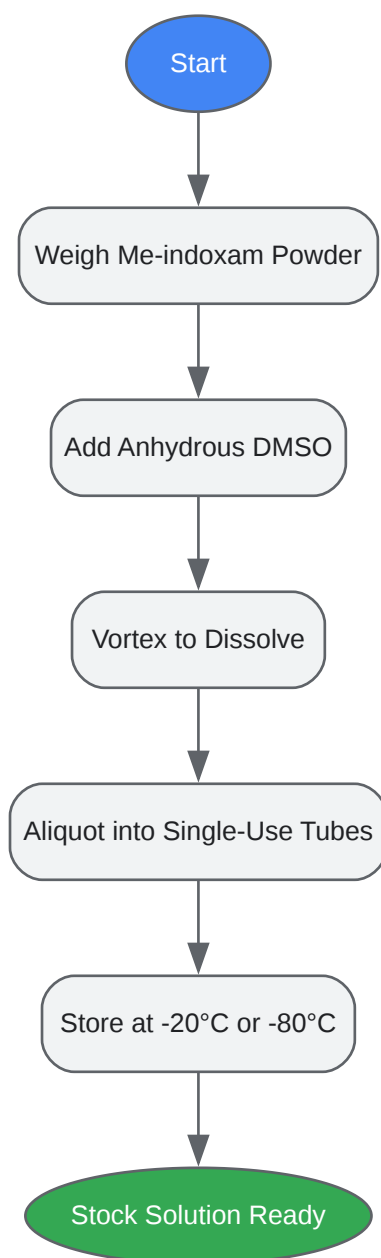 Start
Weigh Me-indoxam Powder
Add Anhydrous DMSO
Vortex to Dissolve
Aliquot into Single-Use Tubes
Store at -20°C or -80°C
Stock Solution Ready